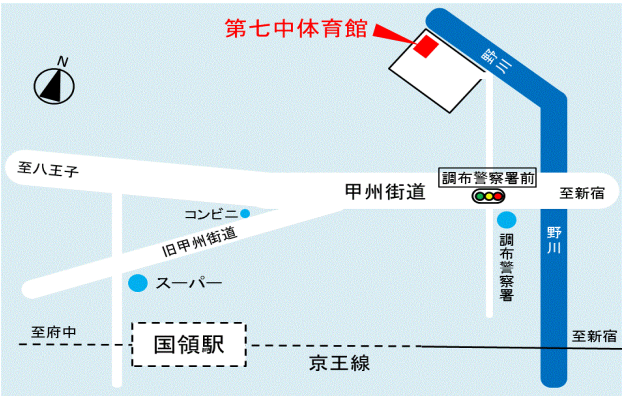 第七中体育館
野川
N
至八王子
調布警察署前
甲州街道
至新宿
コンビニ
旧甲州街道
調布警察署
野川
スーパー
至府中
国領駅
京王線
至新宿